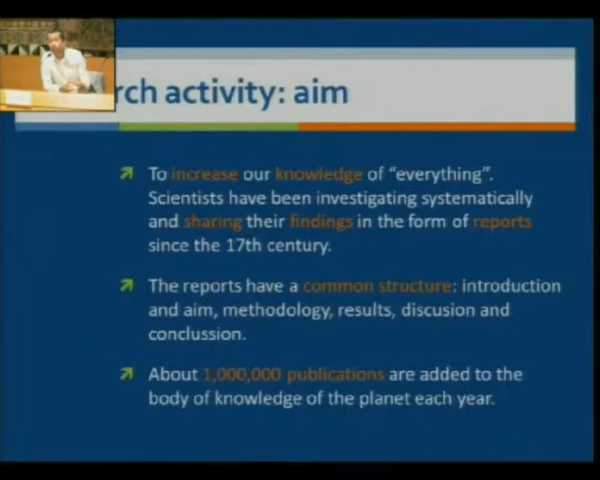 rch activity: aim
To increase our knowledge of “everything”.
Scientists have been investigating systematically
and sharing their findings in the form of reports
since the 17th century.
The reports have a common structure: introduction
and aim, methodology, results, discusion and
conclussion.
About 1,000,000 publications are added to the
body of knowledge of the planet each year.